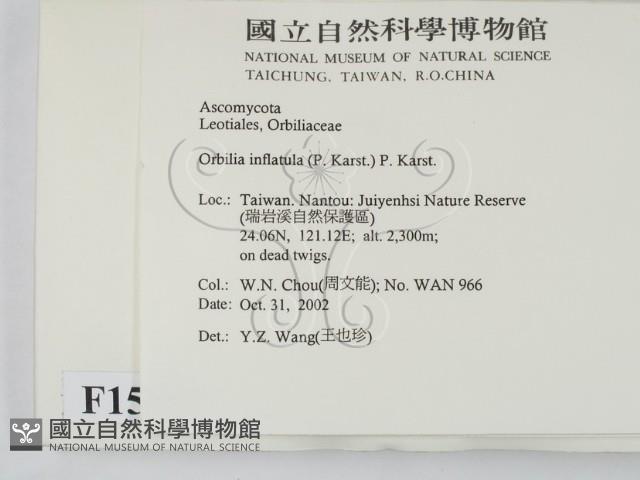 國立自然科學博物館
NATIONAL MUSEUM OF NATURAL SCIENCE
TAICHUNG, TAIWAN, R.O.CHINA
Ascomycota
Leotiales, Orbiliaceae
Orbilia inflatula (P. Karst.) P. Karst.
Loc.: Taiwan. Nantou: Juiyenhsi Nature Reserve
(瑞岩溪自然保護區)
24.06N, 121.12E; alt. 2,300m;
on dead twigs.
Col.: W.N. Chou(周文能); No. WAN 966
Date: Oct. 31, 2002
Det.: Y.Z. Wang(王也珍)
F15
國立自然科學博物館
NATIONAL MUSEUM OF NATURAL SCIENCE